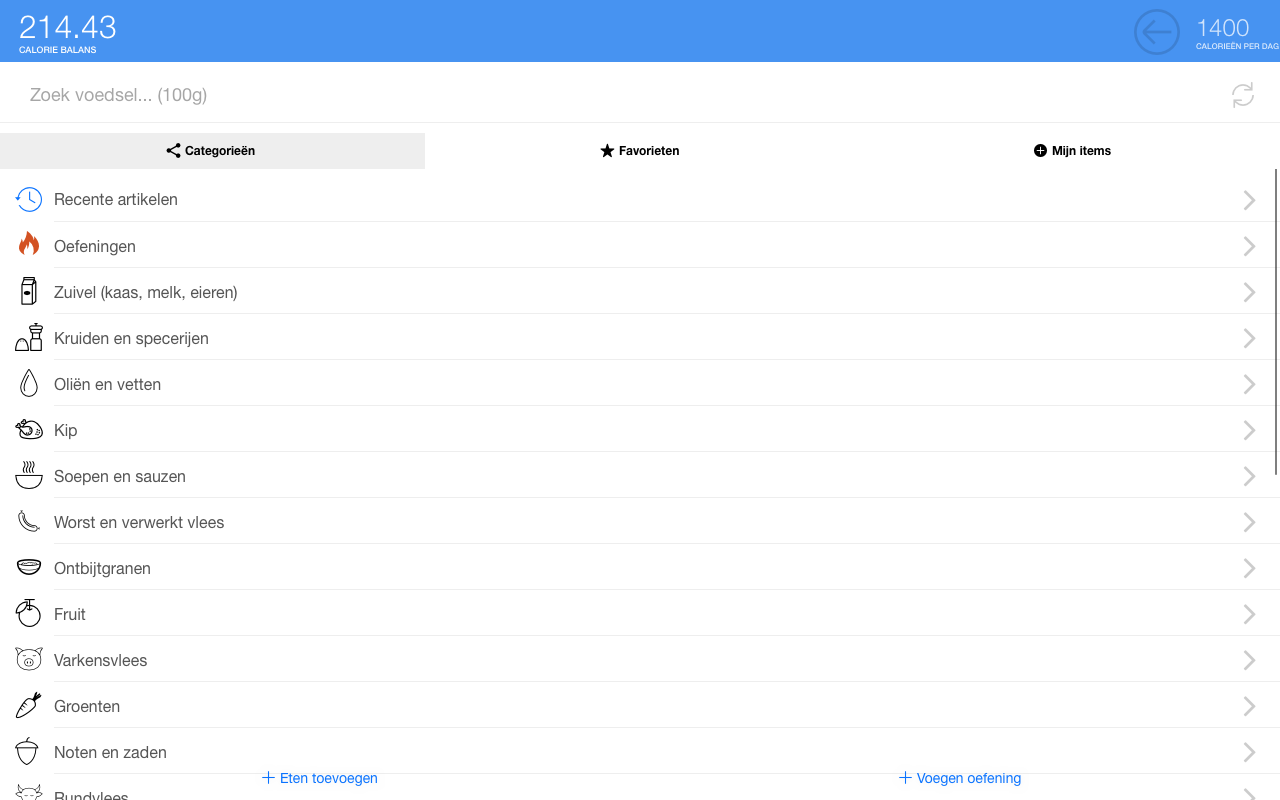 214.43
CALORIE BALANS
1400
CALORIEËN PER DAG
Zoek voedsel... (100g)
Categorieën
Favorieten
Mijn items
Recente artikelen
Oefeningen
Zuivel (kaas, melk, eieren)
Kruiden en specerijen
Oliën en vetten
Kip
Soepen en sauzen
Worst en verwerkt vlees
Ontbijtgranen
Fruit
Varkensvlees
Groenten
Noten en zaden
Eten toevoegen
Voegen oefening
Rundvlees